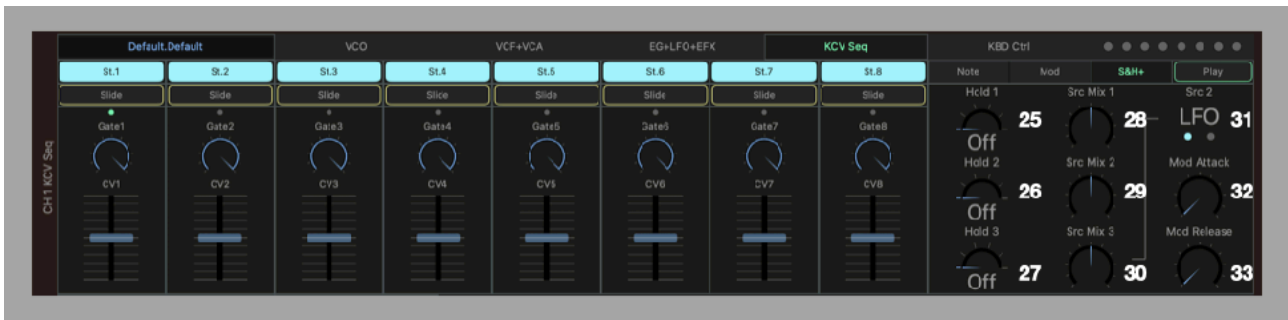 Default.Default VCO VCF+VCA EG+LFO+EFX KCV Seq KBD Ctrl
St.1 St.2 St.3 St.4 St.5 St.6 St.7 St.8 Note Mod S&H+ Play
Slide Slide Slide Slide Slide Slide Slide Slide Hold 1 Src Mix 1 Src 2
Gate1 Gate2 Gate3 Gate4 Gate5 Gate6 Gate7 Gate8 25 28 LFO 31
Off
Hold 2 Src Mix 2 Mod Attack
CV1 CV2 CV3 CV4 CV5 CV6 CV7 CV8 26 29 32
Off
Hold 3 Src Mix 3 Mod Release
27 30 33
Off
CH 1 KCV Seq